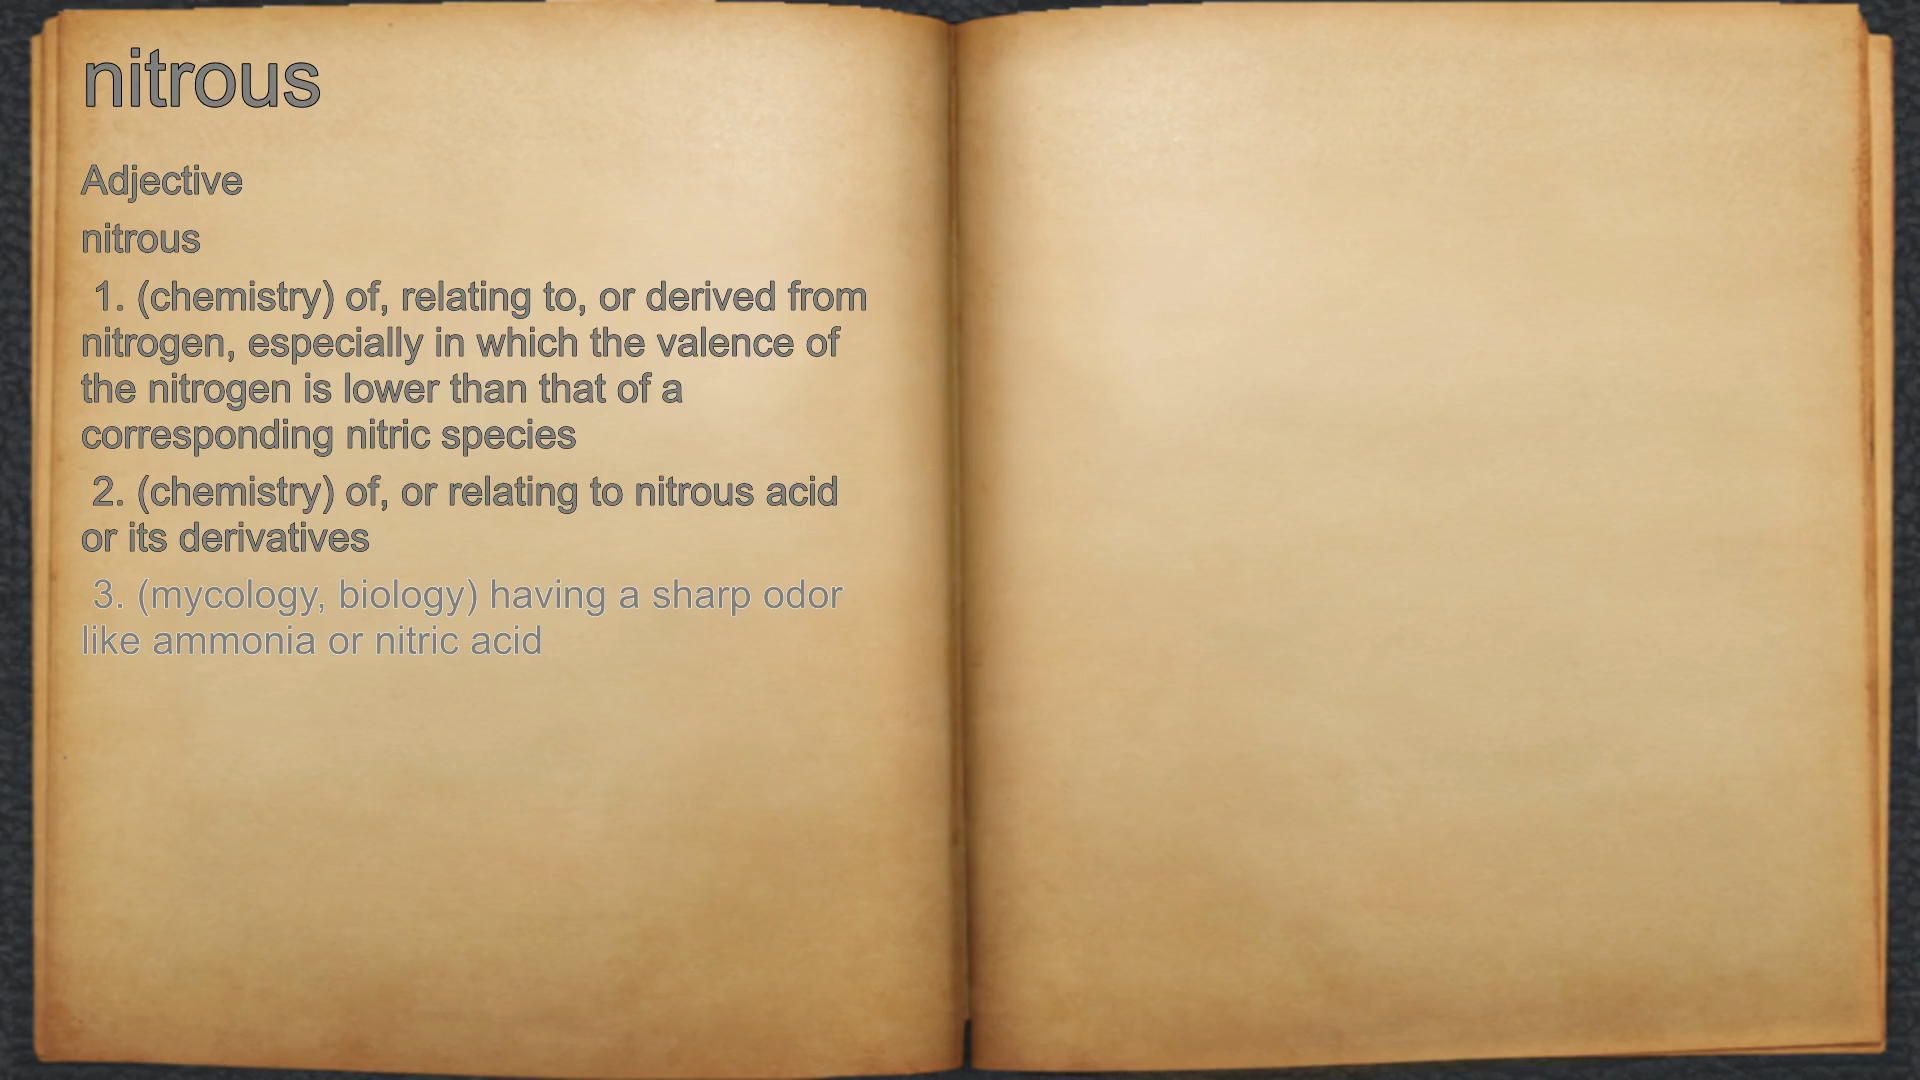 nitrous
Adjective
nitrous
1. (chemistry) of, relating to, or derived from
nitrogen, especially in which the valence of
the nitrogen is lower than that of a
corresponding nitric species
2. (chemistry) of, or relating to nitrous acid
or its derivatives
3. (mycology, biology) having a sharp odor
like ammonia or nitric acid